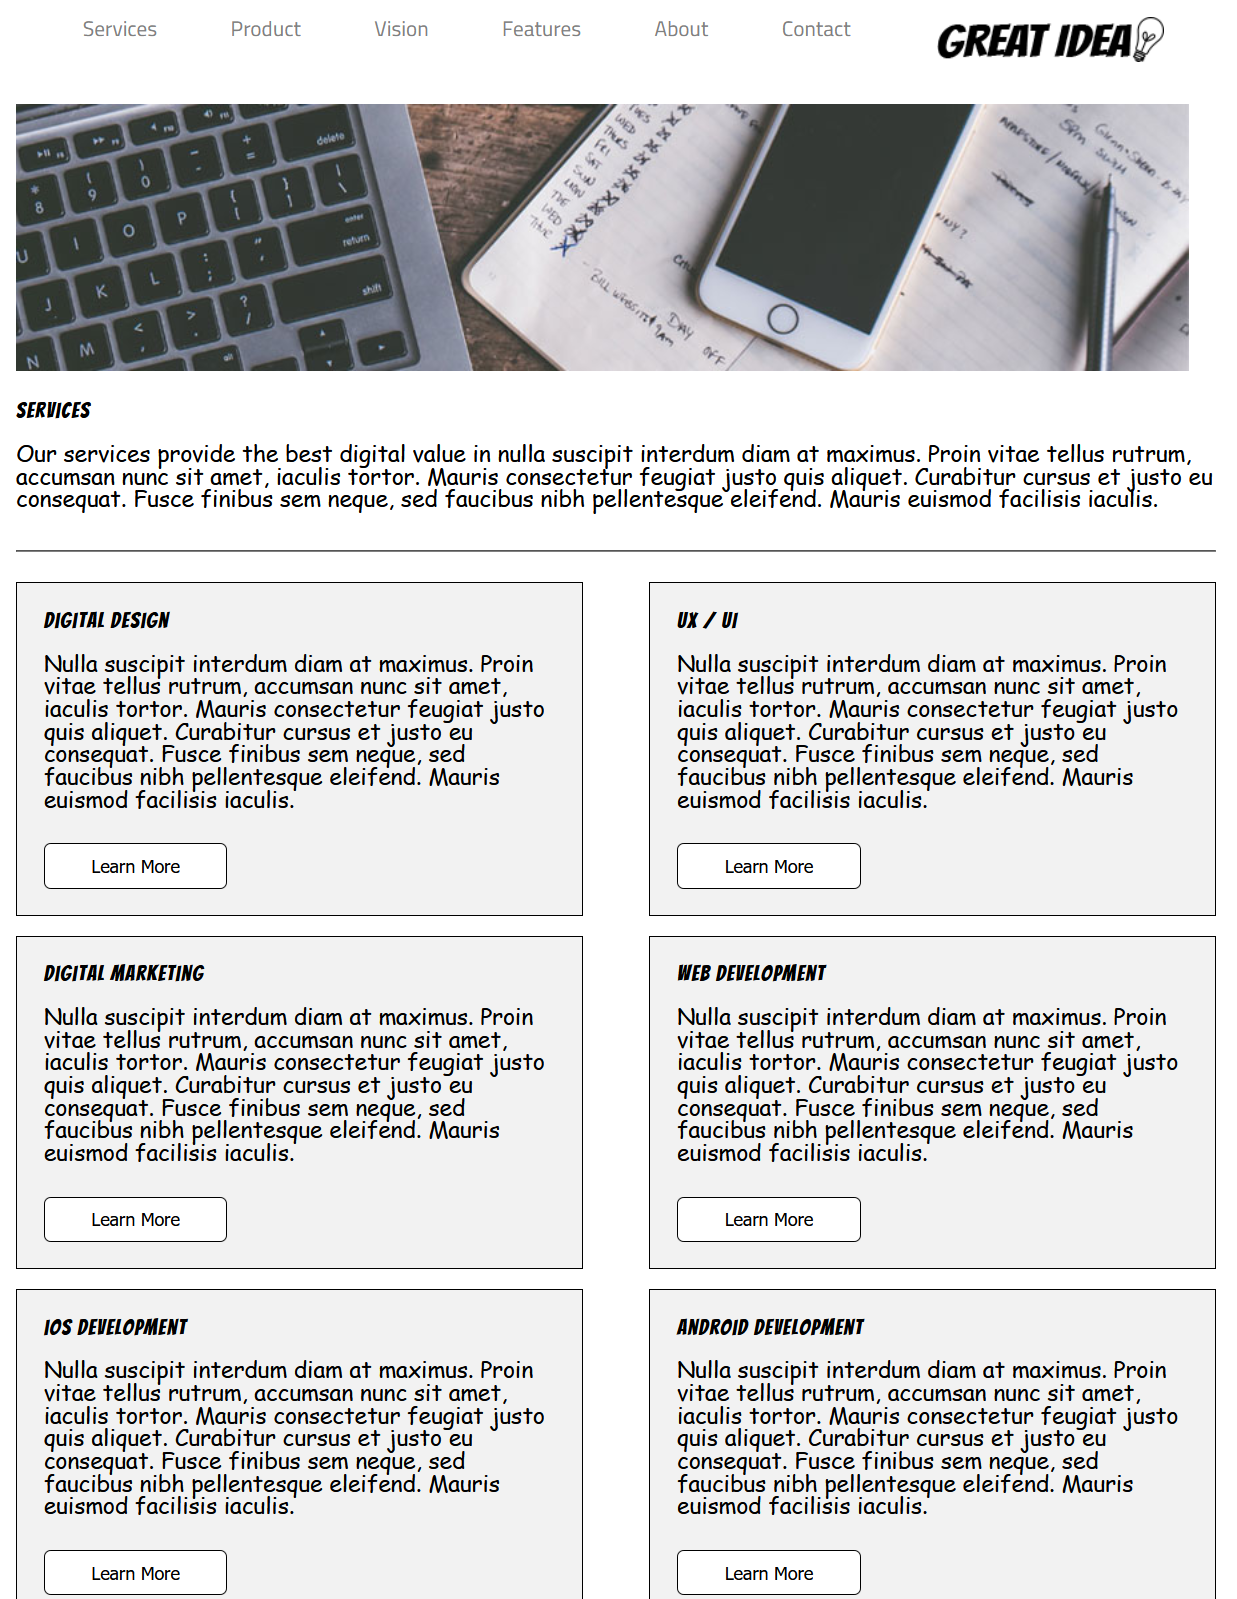 Services Product Vision Features About Contact GREAT IDEA
delete
shift
return
enter
WED
THURS
FRI
SAT
SUN
MON
TUE
WED
DAY OFF
SERVICES
Our services provide the best digital value in nulla suscipit interdum diam at maximus. Proin vitae tellus rutrum,
accumsan nunc sit amet, iaculis tortor. Mauris consectetur feugiat justo quis aliquet. Curabitur cursus et justo eu
consequat. Fusce finibus sem neque, sed faucibus nibh pellentesque eleifend. Mauris euismod facilisis iaculis.
DIGITAL DESIGN
Nulla suscipit interdum diam at maximus. Proin
vitae tellus rutrum, accumsan nunc sit amet,
iaculis tortor. Mauris consectetur feugiat justo
quis aliquet. Curabitur cursus et justo eu
consequat. Fusce finibus sem neque, sed
faucibus nibh pellentesque eleifend. Mauris
euismod facilisis iaculis.
Learn More
UX / UI
Nulla suscipit interdum diam at maximus. Proin
vitae tellus rutrum, accumsan nunc sit amet,
iaculis tortor. Mauris consectetur feugiat justo
quis aliquet. Curabitur cursus et justo eu
consequat. Fusce finibus sem neque, sed
faucibus nibh pellentesque eleifend. Mauris
euismod facilisis iaculis.
Learn More
DIGITAL MARKETING
Nulla suscipit interdum diam at maximus. Proin
vitae tellus rutrum, accumsan nunc sit amet,
iaculis tortor. Mauris consectetur feugiat justo
quis aliquet. Curabitur cursus et justo eu
consequat. Fusce finibus sem neque, sed
faucibus nibh pellentesque eleifend. Mauris
euismod facilisis iaculis.
Learn More
WEB DEVELOPMENT
Nulla suscipit interdum diam at maximus. Proin
vitae tellus rutrum, accumsan nunc sit amet,
iaculis tortor. Mauris consectetur feugiat justo
quis aliquet. Curabitur cursus et justo eu
consequat. Fusce finibus sem neque, sed
faucibus nibh pellentesque eleifend. Mauris
euismod facilisis iaculis.
Learn More
IOS DEVELOPMENT
Nulla suscipit interdum diam at maximus. Proin
vitae tellus rutrum, accumsan nunc sit amet,
iaculis tortor. Mauris consectetur feugiat justo
quis aliquet. Curabitur cursus et justo eu
consequat. Fusce finibus sem neque, sed
faucibus nibh pellentesque eleifend. Mauris
euismod facilisis iaculis.
Learn More
ANDROID DEVELOPMENT
Nulla suscipit interdum diam at maximus. Proin
vitae tellus rutrum, accumsan nunc sit amet,
iaculis tortor. Mauris consectetur feugiat justo
quis aliquet. Curabitur cursus et justo eu
consequat. Fusce finibus sem neque, sed
faucibus nibh pellentesque eleifend. Mauris
euismod facilisis iaculis.
Learn More